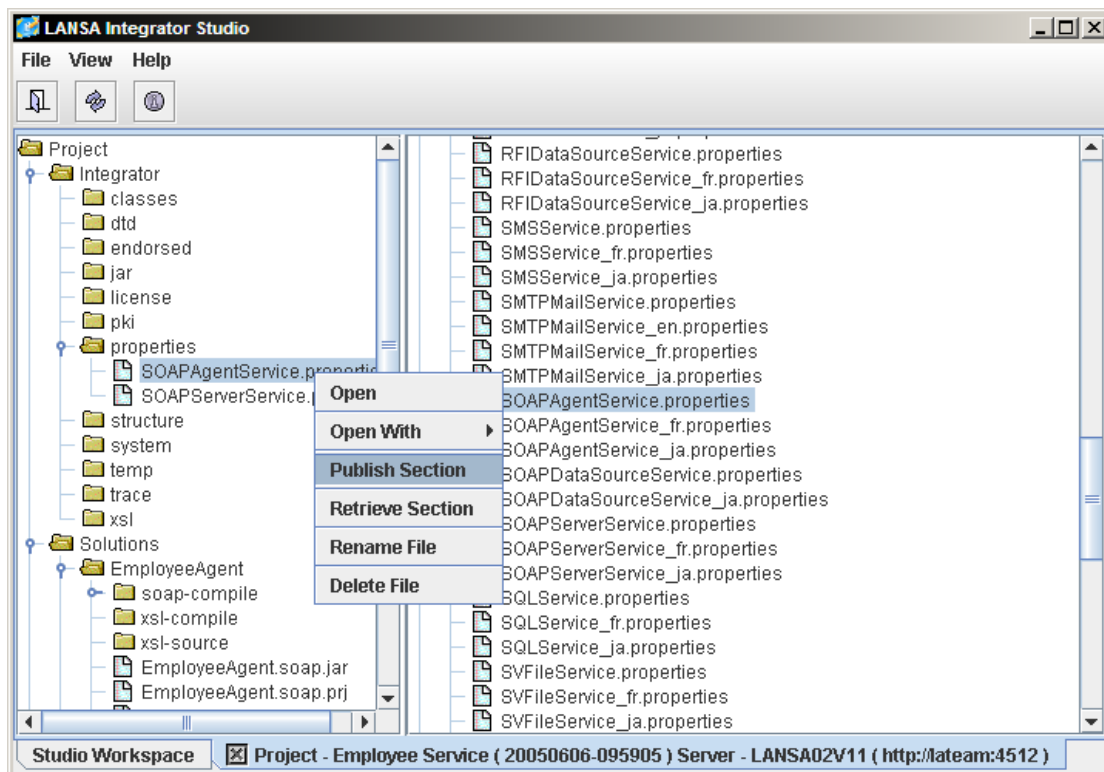 LANSA Integrator Studio
File View Help
Project
Integrator
classes
dtd
endorsed
jar
license
pki
properties
SOAPAgentService.properti
SOAPServerService.
structure
system
temp
trace
xsl
Solutions
EmployeeAgent
soap-compile
xsl-compile
xsl-source
EmployeeAgent.soap.jar
EmployeeAgent.soap.prj
Open
Open With
Publish Section
Retrieve Section
Rename File
Delete File
RFIDataSourceService.properties
RFIDataSourceService_fr.properties
RFIDataSourceService_ja.properties
SMSService.properties
SMSService_fr.properties
SMSService_ja.properties
SMTPMailService.properties
SMTPMailService_en.properties
SMTPMailService_fr.properties
SMTPMailService_ja.properties
SOAPAgentService.properties
SOAPAgentService_fr.properties
SOAPAgentService_ja.properties
SOAPDataSourceService.properties
SOAPDataSourceService_ja.properties
SOAPServerService.properties
SOAPServerService_fr.properties
SOAPServerService_ja.properties
SQLService.properties
SQLService_fr.properties
SQLService_ja.properties
SVFileService.properties
SVFileService_fr.properties
SVFileService_ja.properties
Studio Workspace
Project - Employee Service ( 20050606-095905 ) Server - LANSA02V11 ( http://lateam:4512 )